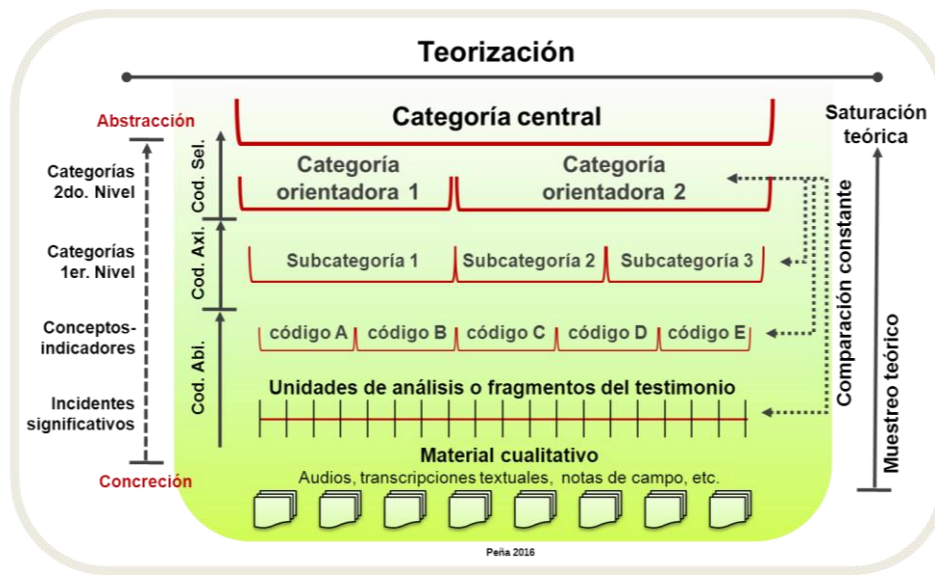 Teorización
Abstracción
Categoría central
Saturación
teórica
Categorías
2do. Nivel
Cod. Sel.
Categoría
orientadora 1
Categoría
orientadora 2
Categorías
1er. Nivel
Cod. Axi.
Subcategoría 1
Subcategoría 2
Subcategoría 3
Conceptos-
indicadores
Cod. Abi.
código A
código B
código C
código D
código E
Comparación constante
Muestreo teórico
Incidentes
significativos
Unidades de análisis o fragmentos del testimonio
Concreción
Material cualitativo
Audios, transcripciones textuales, notas de campo, etc.
Peña 2016